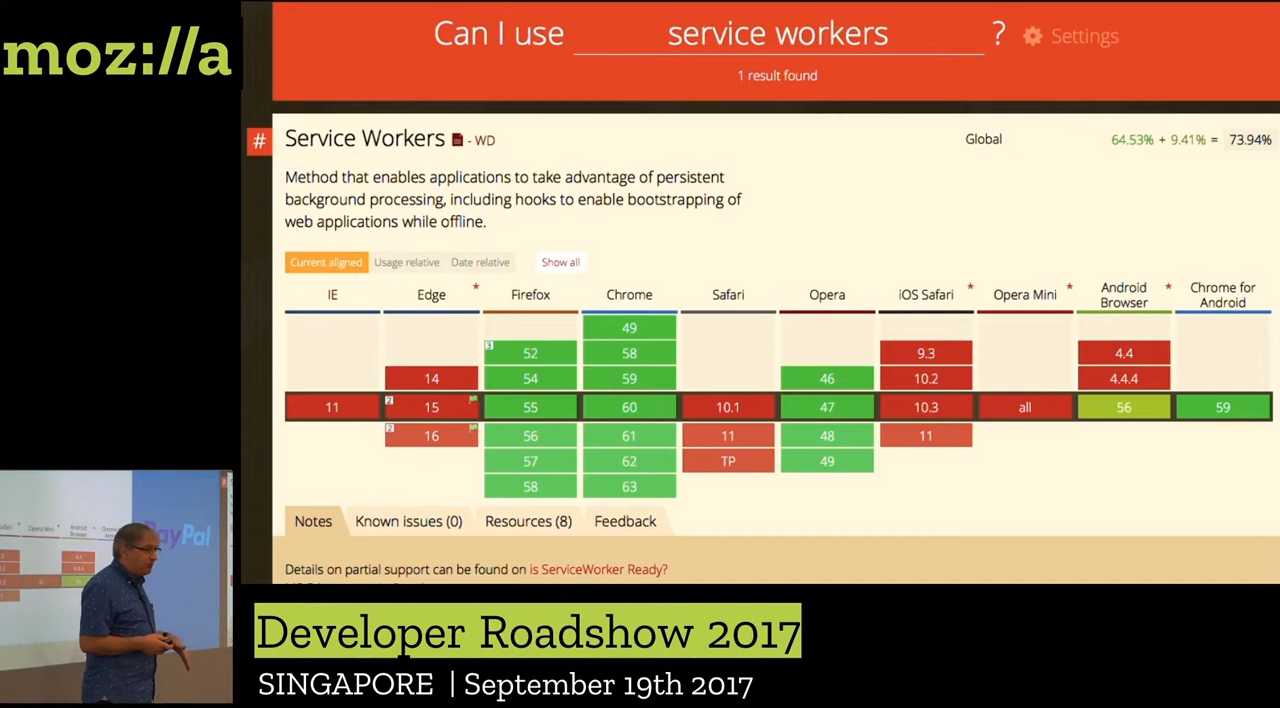 moz://a
Can I use service workers ? Settings
1 result found
# Service Workers - WD Global 64.53% + 9.41% = 73.94%
Method that enables applications to take advantage of persistent
background processing, including hooks to enable bootstrapping of
web applications while offline.
Current aligned Usage relative Date relative Show all
IE Edge * Firefox Chrome Safari Opera iOS Safari * Opera Mini * Android Browser * Chrome for Android
49
3 52 58 9.3 4.4
14 54 59 46 10.2 4.4.4
11 2 15 55 60 10.1 47 10.3 all 56 59
2 16 56 61 11 48 11
57 62 TP 49
58 63
Notes Known issues (0) Resources (8) Feedback
Details on partial support can be found on is ServiceWorker Ready?
PayPal
Developer Roadshow 2017
SINGAPORE | September 19th 2017